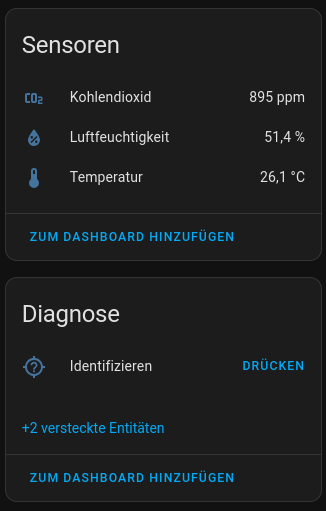 Sensoren
CO₂ Kohlendioxid 895 ppm
Luftfeuchtigkeit 51,4 %
Temperatur 26,1 °C
ZUM DASHBOARD HINZUFÜGEN
Diagnose
Identifizieren DRÜCKEN
+2 versteckte Entitäten
ZUM DASHBOARD HINZUFÜGEN